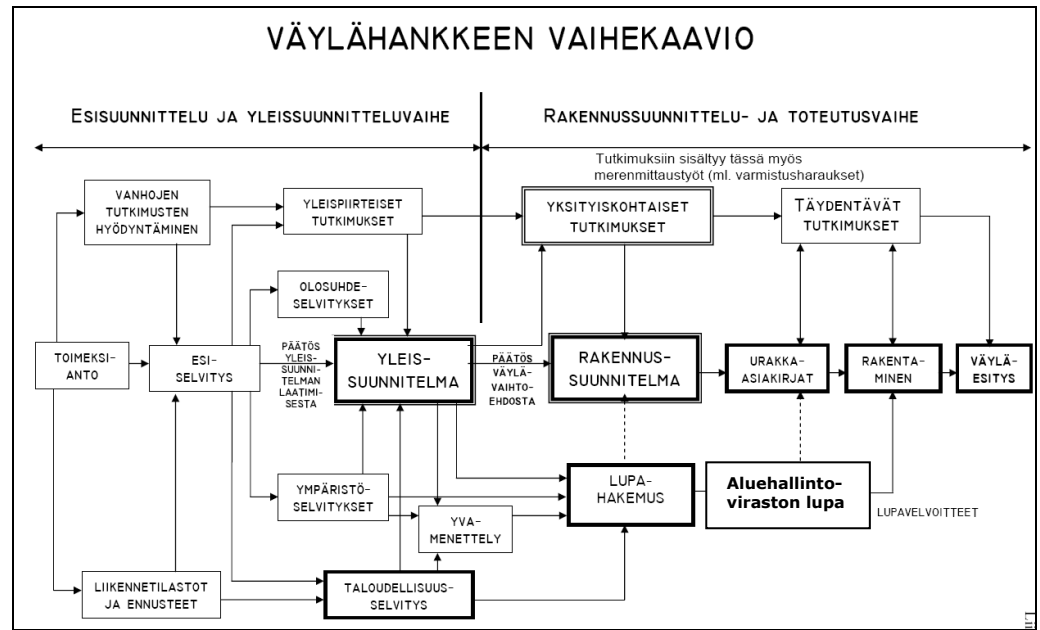 VÄYLÄHANKKEEN VAIHEKAAVIO
ESISUUNNITTELU JA YLEISSUUNNITTELUVAIHE
RAKENNUSSUUNNITTELU- JA TOTEUTUSVAIHE
Tutkimuksiin sisältyy tässä myös
merenmittaustyöt (ml. varmistusharaukset)
VANHOJEN
TUTKIMUSTEN
HYÖDYNTÄMINEN
YLEISPIIRTEISET
TUTKIMUKSET
YKSITYISKOHTAISET
TUTKIMUKSET
TÄYDENTÄVÄT
TUTKIMUKSET
OLOSUHDE-
SELVITYKSET
TOIMEKSI-
ANTO
ESI-
SELVITYS
PÄÄTÖS
YLEIS-
SUUNNI-
TELMAN
LAATIMI-
SESTA
YLEIS-
SUUNNITELMA
PÄÄTÖS
VÄYLÄ-
VAIHTO-
EHDOSTA
RAKENNUS-
SUUNNITELMA
URAKKA-
ASIAKIRJAT
RAKENTA-
MINEN
VÄYLÄ-
ESITYS
YMPÄRISTÖ-
SELVITYKSET
YVA-
MENETTELY
LUPA-
HAKEMUS
Aluehallinto-
viraston lupa
LUPAVELVOITTEET
LIIKENNETILASTOT
JA ENNUSTEET
TALOUDELLISUUS-
SELVITYS